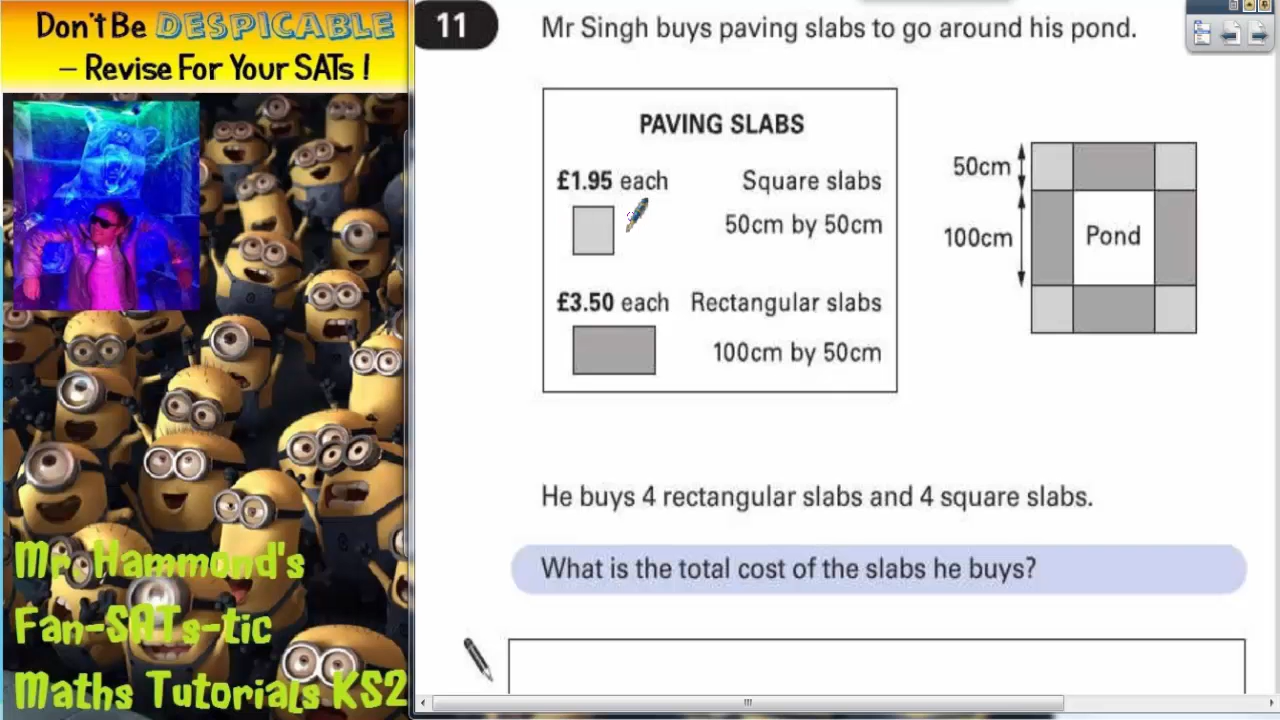 Don't Be DESPICABLE
– Revise For Your SATs !
Mr. Hammond's
Fan-SATs-tic
Maths Tutorials KS2
11
Mr Singh buys paving slabs to go around his pond.
PAVING SLABS
£1.95 each Square slabs
50cm by 50cm
£3.50 each Rectangular slabs
100cm by 50cm
50cm
100cm
Pond
He buys 4 rectangular slabs and 4 square slabs.
What is the total cost of the slabs he buys?